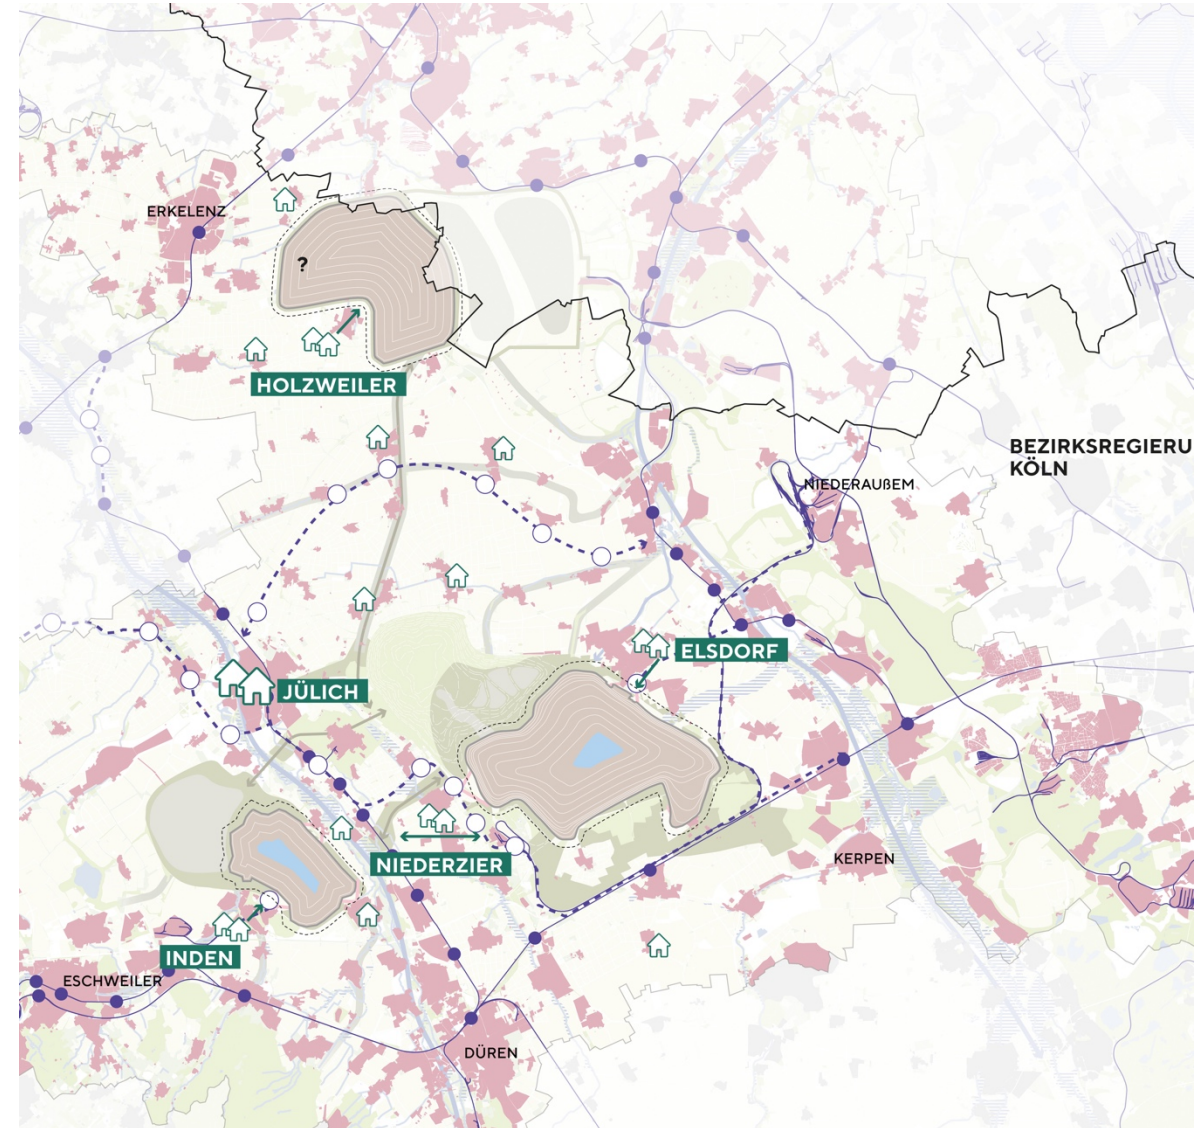 ERKELENZ
?
HOLZWEILER
BEZIRKSREGIERU
KÖLN
NIEDERAUßEM
ELSDORF
JÜLICH
NIEDERZIER
KERPEN
INDEN
ESCHWEILER
DÜREN